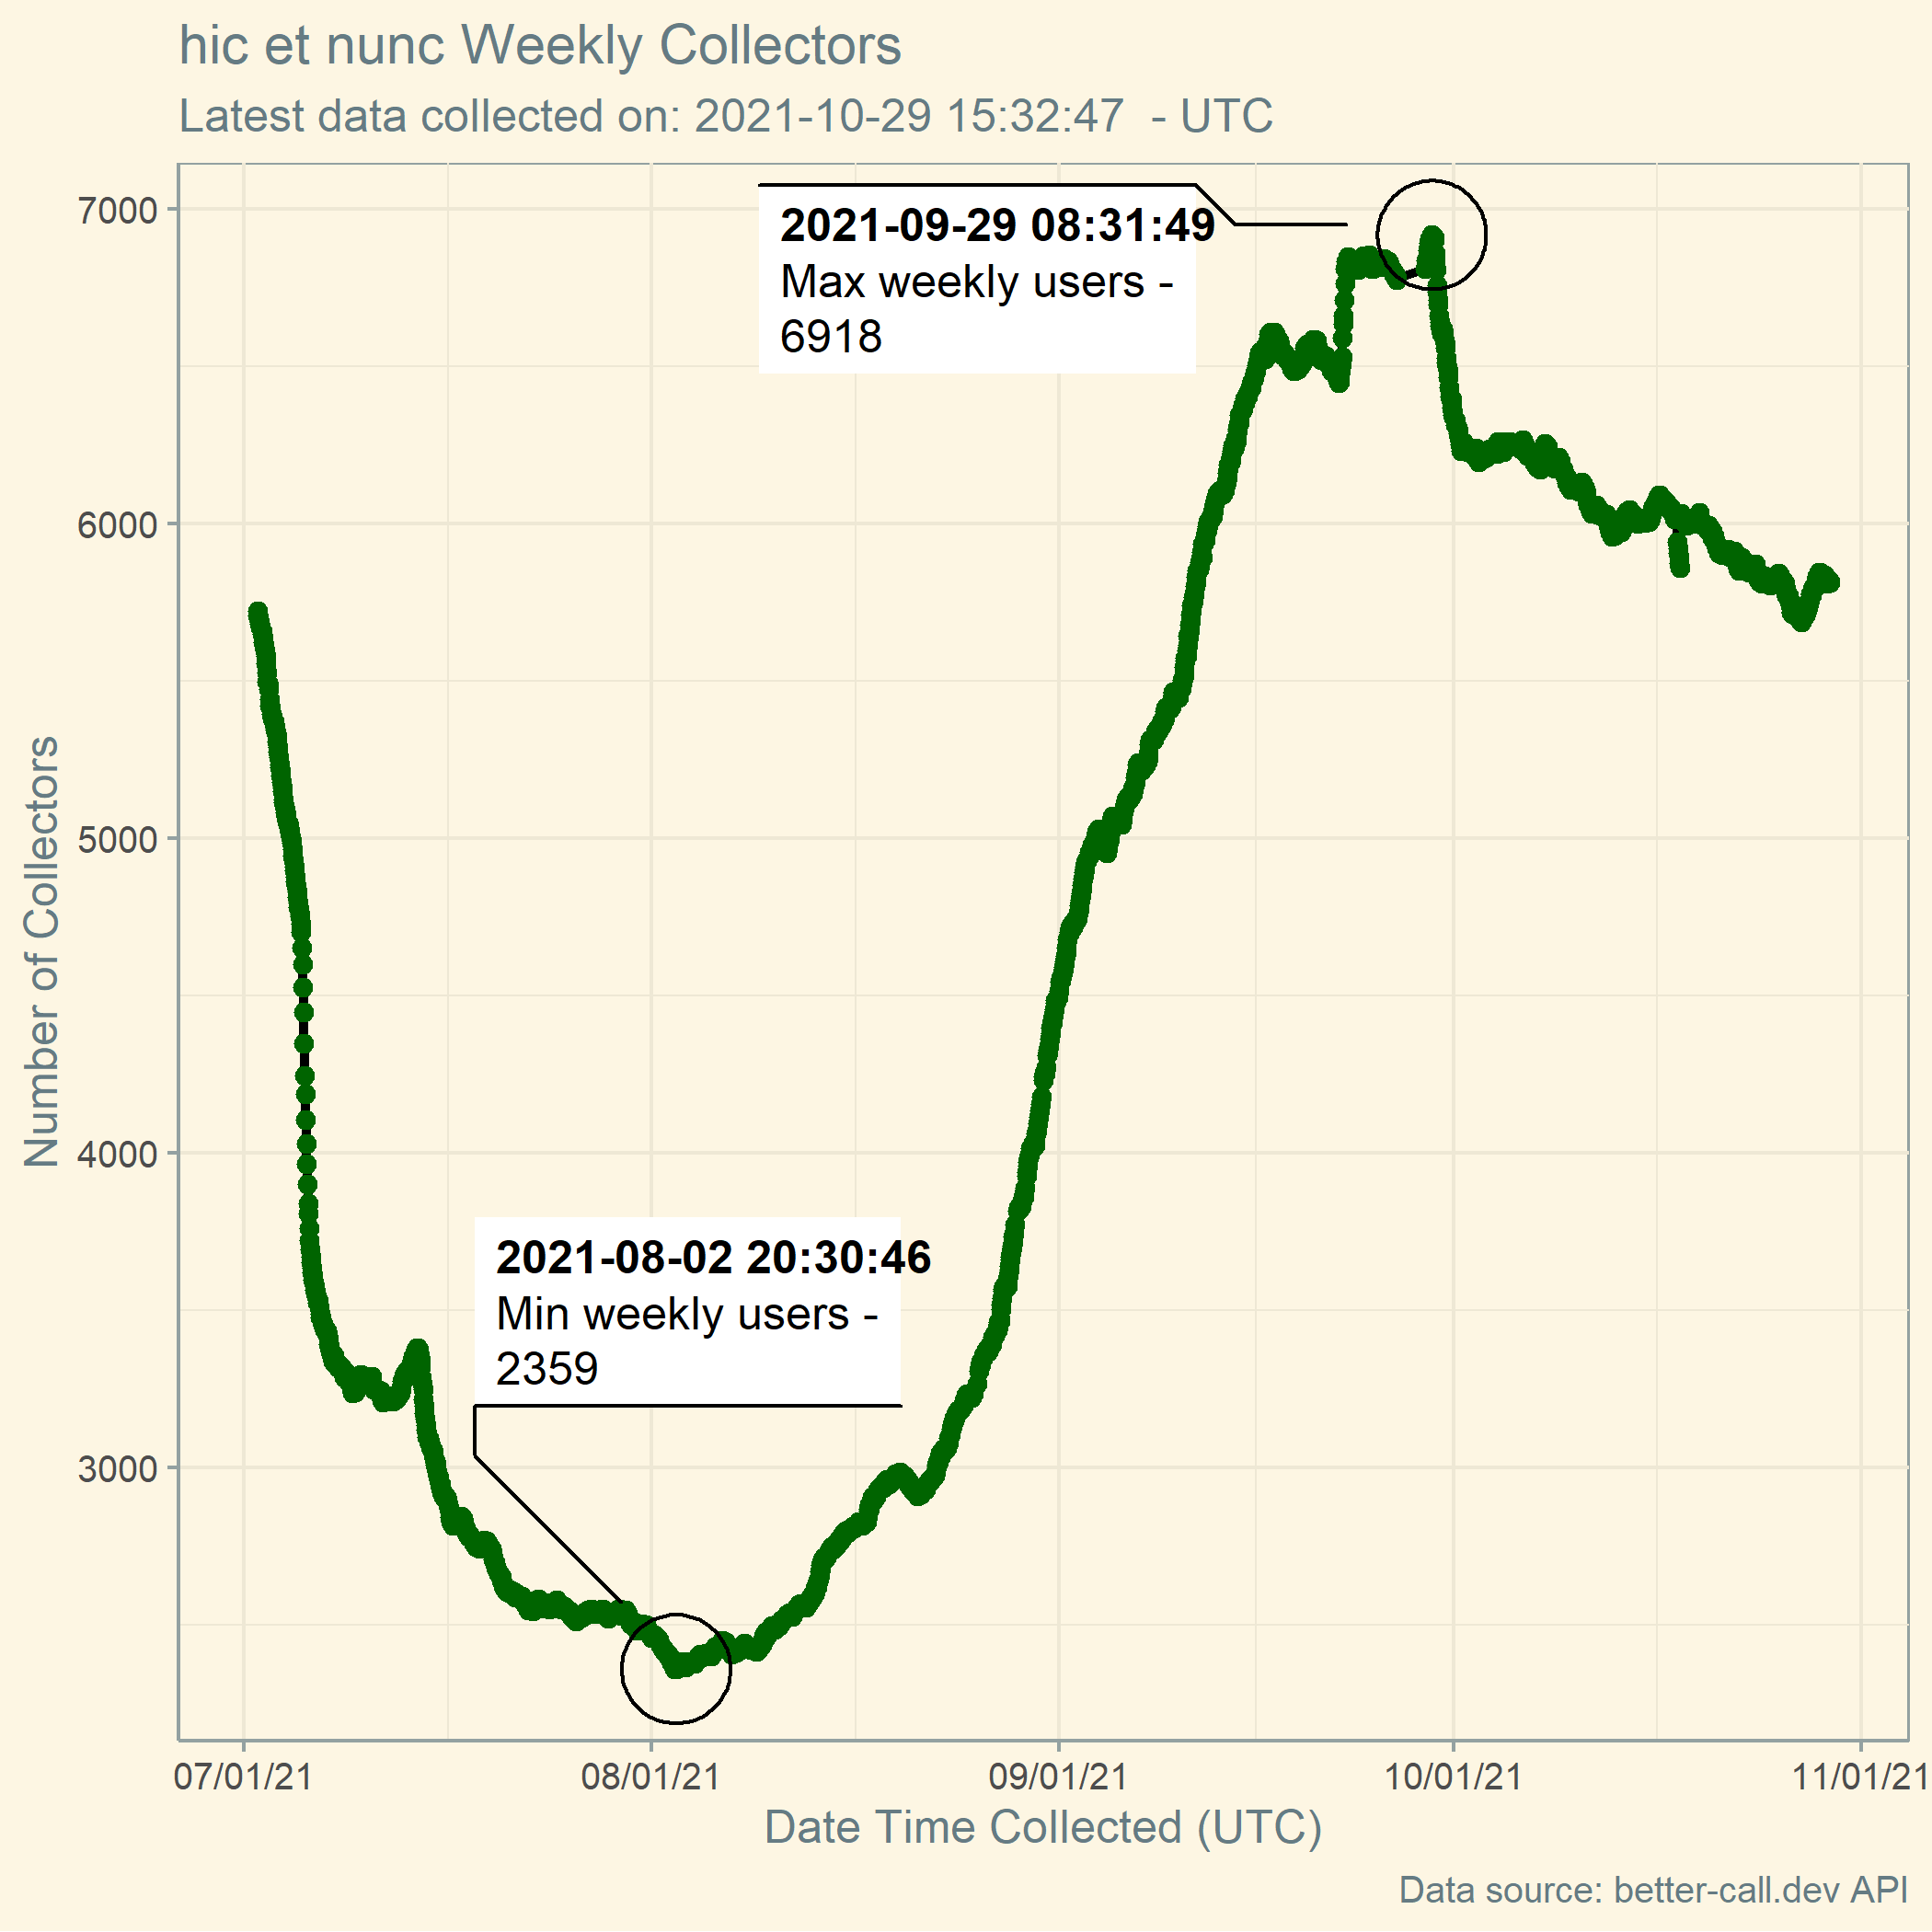 hic et nunc Weekly Collectors
Latest data collected on: 2021-10-29 15:32:47  - UTC
7000
6000
5000
4000
3000
Number of Collectors
2021-09-29 08:31:49
Max weekly users -
6918
2021-08-02 20:30:46
Min weekly users -
2359
07/01/21
08/01/21
09/01/21
10/01/21
11/01/21
Date Time Collected (UTC)
Data source: better-call.dev API